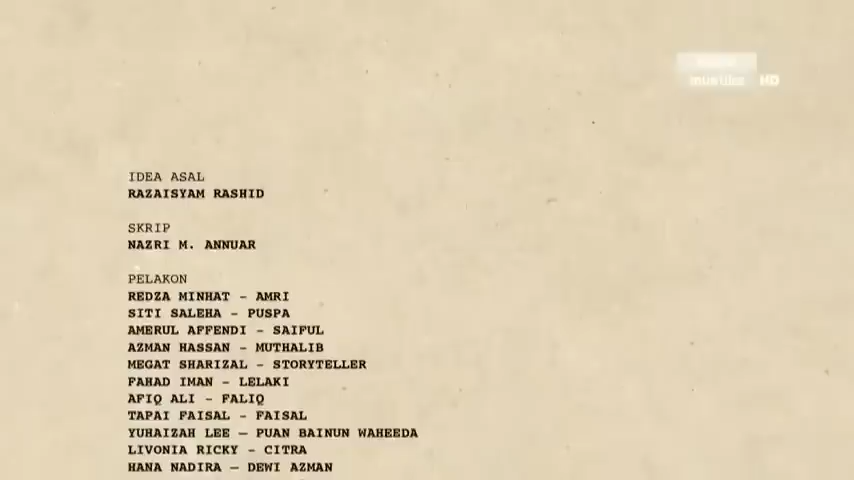 mustika HD
IDEA ASAL
RAZAISYAM RASHID
SKRIP
NAZRI M. ANNUAR
PELAKON
REDZA MINHAT - AMRI
SITI SALEHA - PUSPA
AMERUL AFFENDI - SAIFUL
AZMAN HASSAN - MUTHALIB
MEGAT SHARIZAL - STORYTELLER
FAHAD IMAN - LELAKI
AFIQ ALI - FALIQ
TAPAI FAISAL - FAISAL
YUHAIZAH LEE – PUAN BAINUN WAHEEDA
LIVONIA RICKY - CITRA
HANA NADIRA – DEWI AZMAN